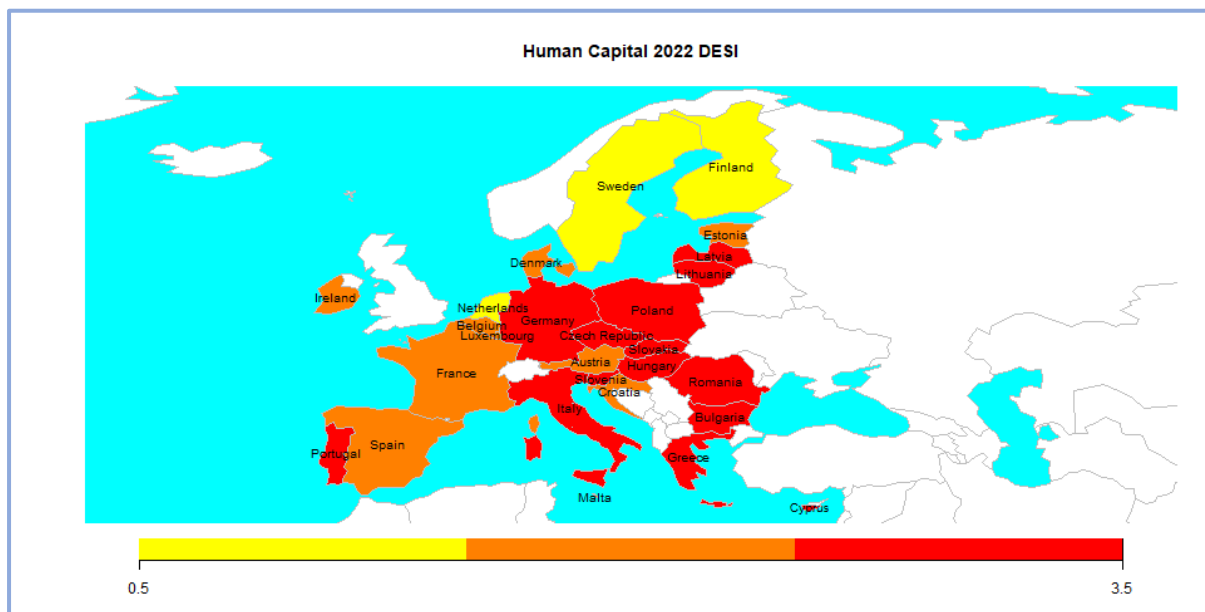 Human Capital 2022 DESI
Finland
Sweden
Estonia
Latvia
Denmark
Lithuania
Ireland
Netherlands
Poland
Germany
Belgium
Luxembourg
Czech Republic
Slovakia
Austria
Hungary
France
Slovenia
Romania
Croatia
Italy
Bulgaria
Spain
Portugal
Greece
Malta
Cyprus
0.5
3.5